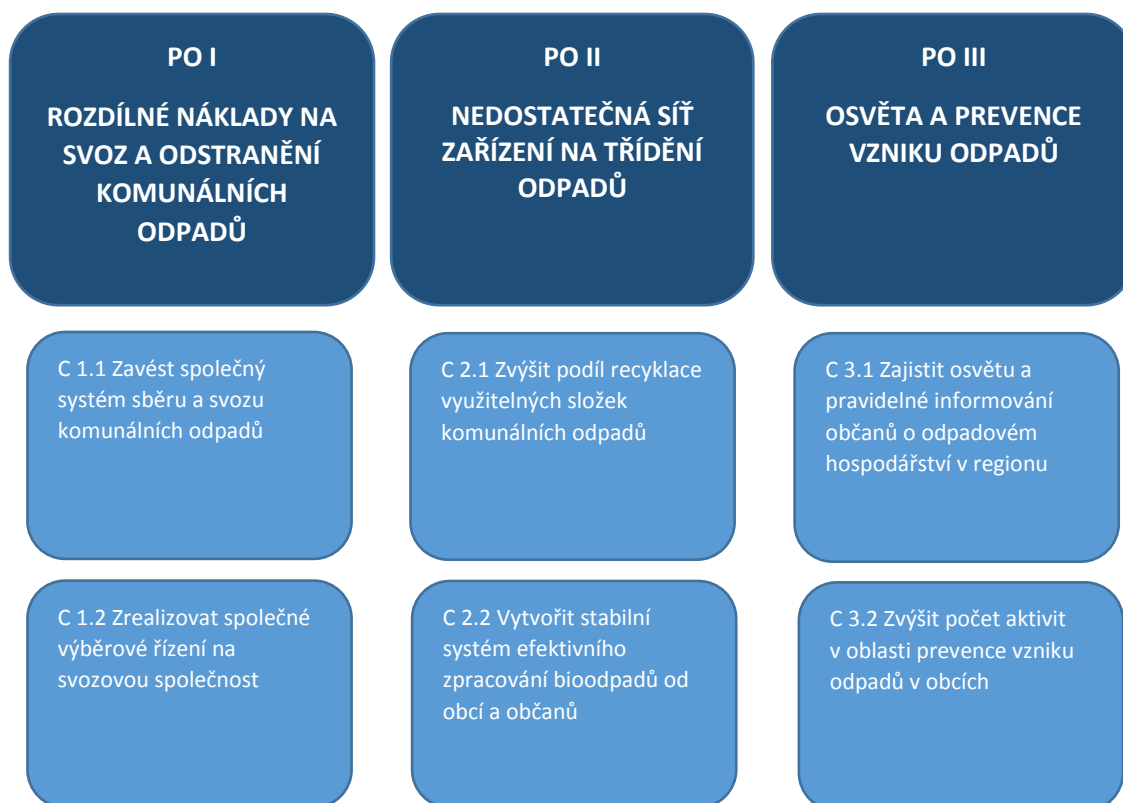 PO I
ROZDÍLNÉ NÁKLADY NA
SVOZ A ODSTRANĚNÍ
KOMUNÁLNÍCH
ODPADŮ
PO II
NEDOSTATEČNÁ SÍŤ
ZAŘÍZENÍ NA TŘÍDĚNÍ
ODPADŮ
PO III
OSVĚTA A PREVENCE
VZNIKU ODPADŮ
C 1.1 Zavést společný
systém sběru a svozu
komunálních odpadů
C 2.1 Zvýšit podíl recyklace
využitelných složek
komunálních odpadů
C 3.1 Zajistit osvětu a
pravidelné informování
občanů o odpadovém
hospodářství v regionu
C 1.2 Zrealizovat společné
výběrové řízení na
svozovou společnost
C 2.2 Vytvořit stabilní
systém efektivního
zpracování bioodpadů od
obcí a občanů
C 3.2 Zvýšit počet aktivit
v oblasti prevence vzniku
odpadů v obcích